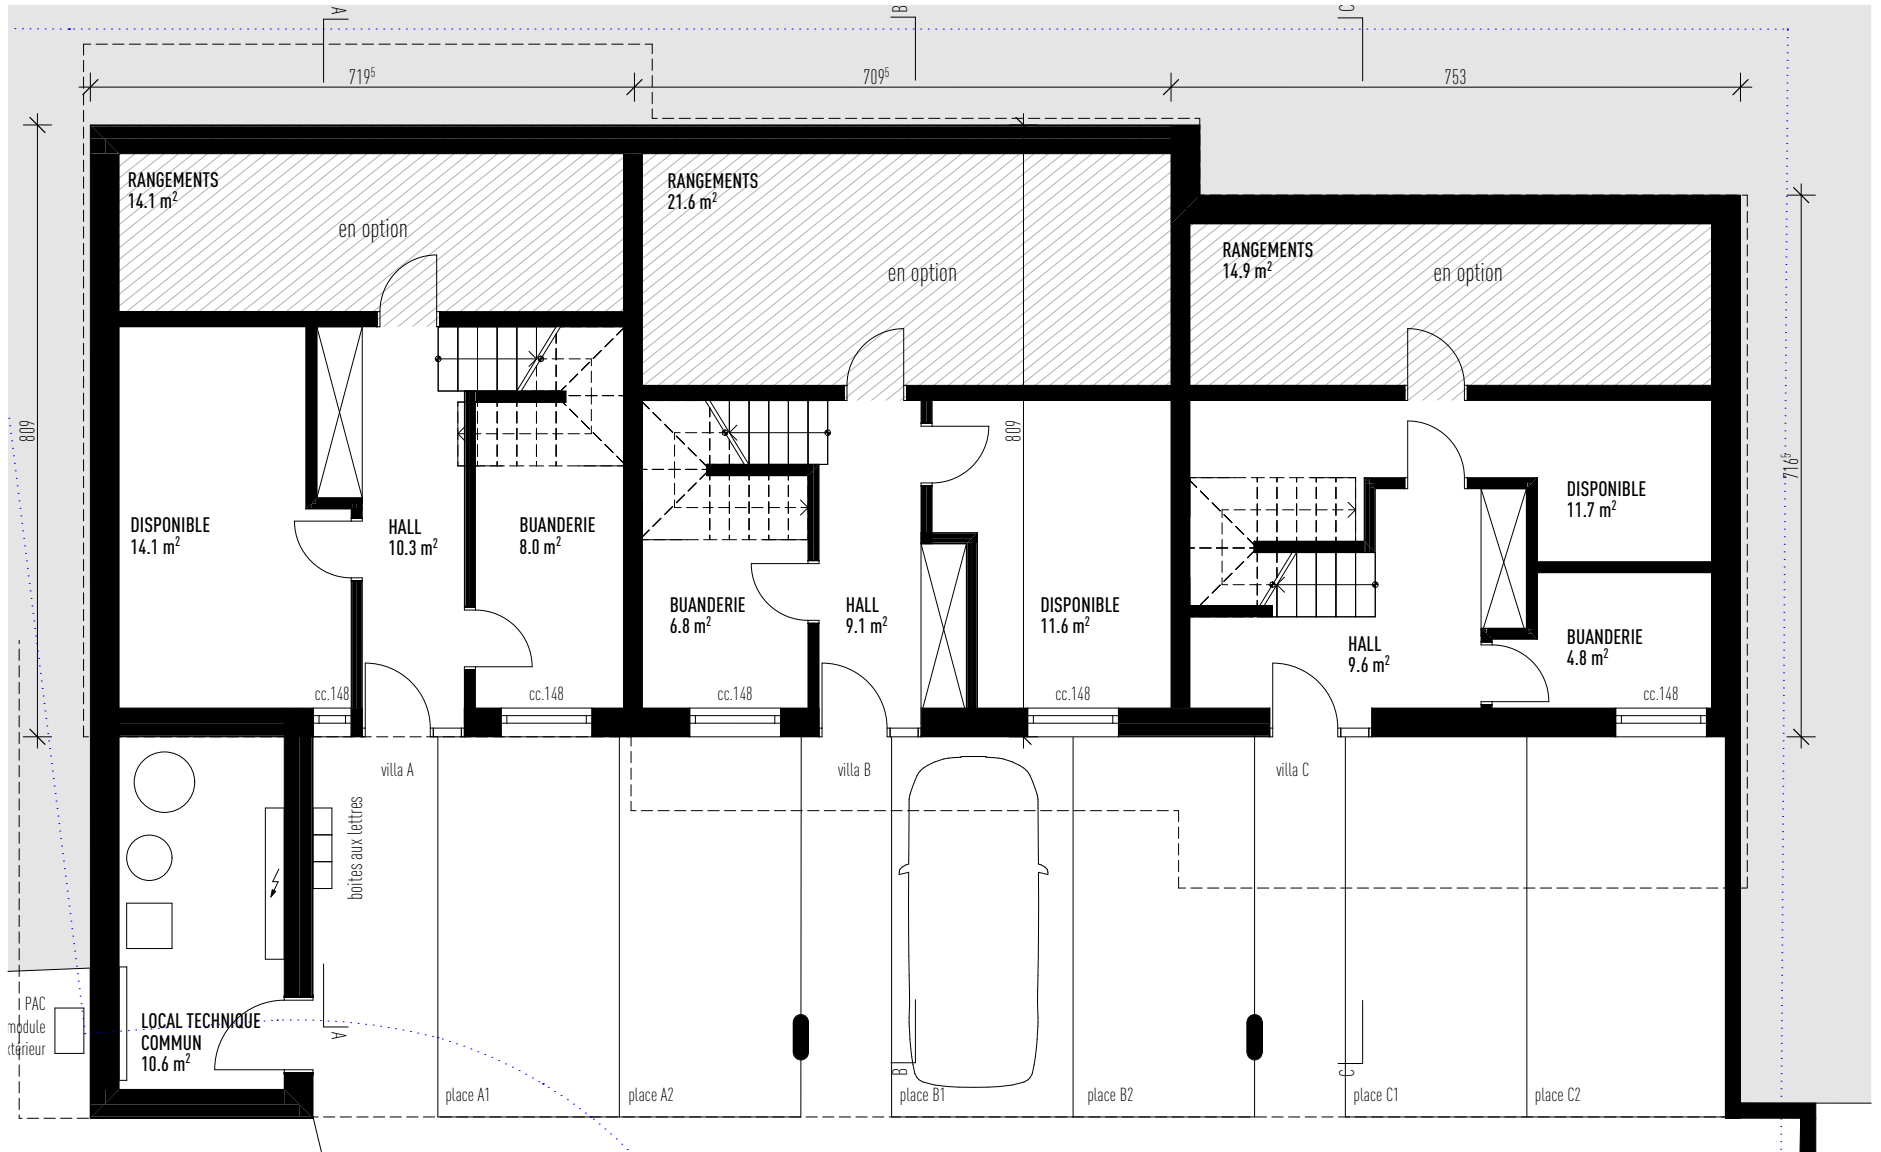 A
B
C
719⁵
709⁵
753
RANGEMENTS
14.1 m²
en option
RANGEMENTS
21.6 m²
en option
RANGEMENTS
14.9 m²
en option
809
809
716⁵
DISPONIBLE
14.1 m²
HALL
10.3 m²
BUANDERIE
8.0 m²
BUANDERIE
6.8 m²
HALL
9.1 m²
DISPONIBLE
11.6 m²
DISPONIBLE
11.7 m²
HALL
9.6 m²
BUANDERIE
4.8 m²
cc.148
cc.148
cc.148
cc.148
cc.148
villa A
villa B
villa C
boites aux lettres
PAC
module
xtérieur
LOCAL TECHNIQUE
COMMUN
10.6 m²
A
B
C
place A1
place A2
place B1
place B2
place C1
place C2